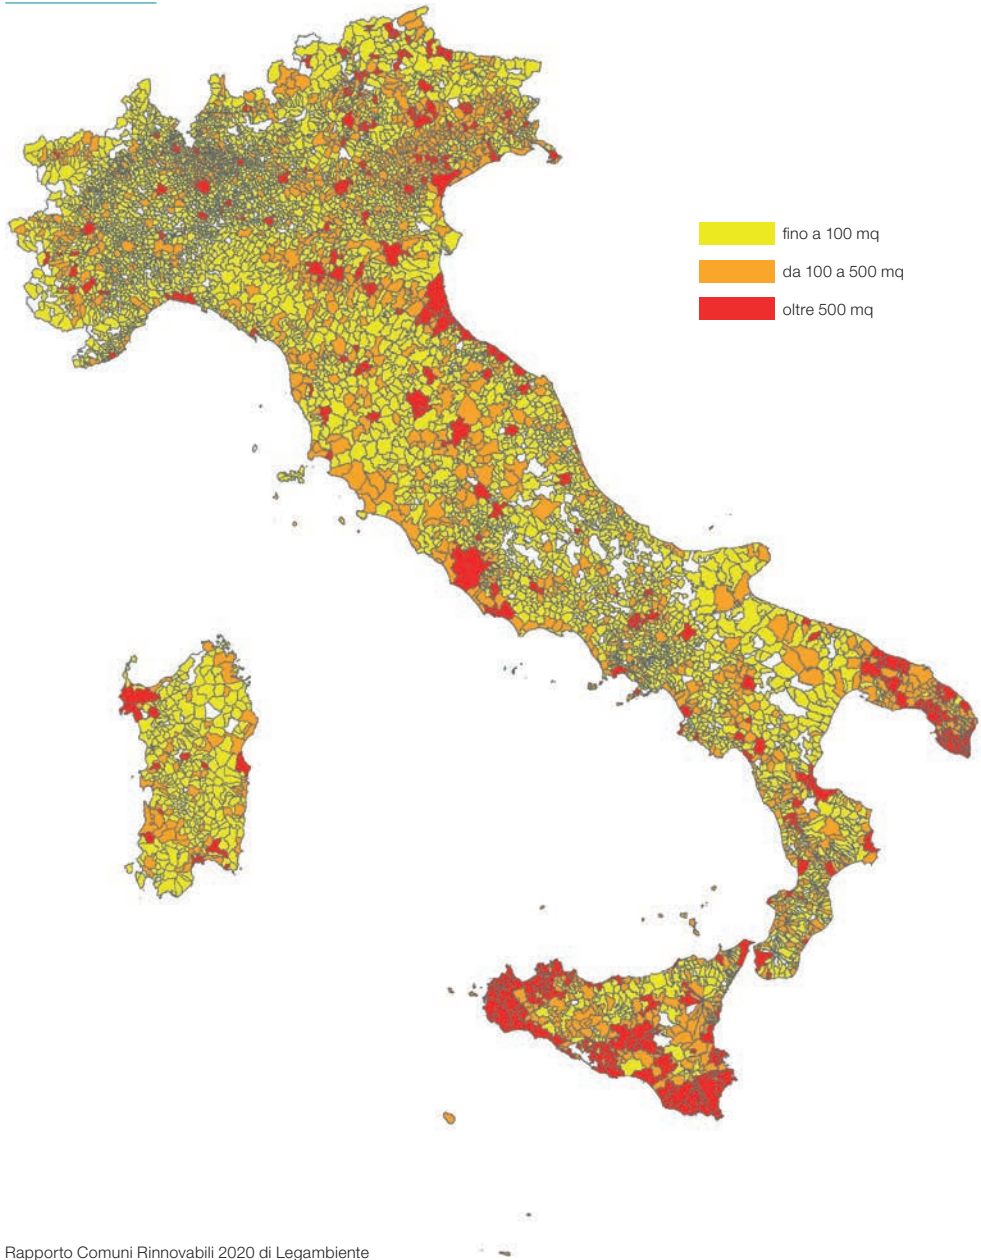 fino a 100 mq
da 100 a 500 mq
oltre 500 mq
Rapporto Comuni Rinnovabili 2020 di Legambiente